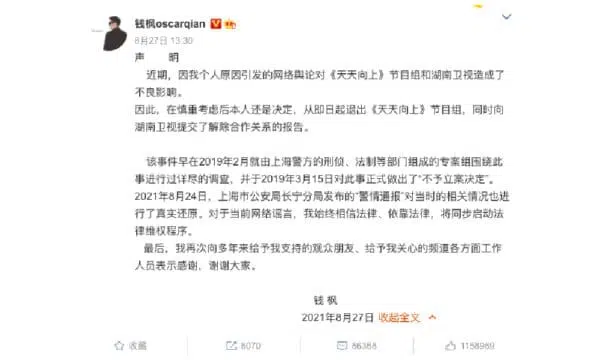 钱枫oscarqian
8月27日 13:30
声 明
近期，因我个人原因引发的网络舆论对《天天向上》节目组和湖南卫视造成了
不良影响。
因此，在慎重考虑后本人还是决定，从即日起退出《天天向上》节目组，同时向
湖南卫视提交了解除合作关系的报告。
该事件早在2019年2月就由上海警方的刑侦、法制等部门组成的专案组围绕此
事进行过详尽的调查，并于2019年3月15日对此事正式做出了“不予立案决定”。
2021年8月24日，上海市公安局长宁分局发布的“警情通报”对当时的相关情况也进
行了真实还原。对于当前网络谣言，我始终相信法律、依靠法律，将同步启动法
律维权程序。
最后，我再次向多年来给予我支持的观众朋友、给予我关心的频道各方面工作
人员表示感谢，谢谢大家。
钱 枫
2021年8月27日 收起全文
收藏 8070 86388 1158969